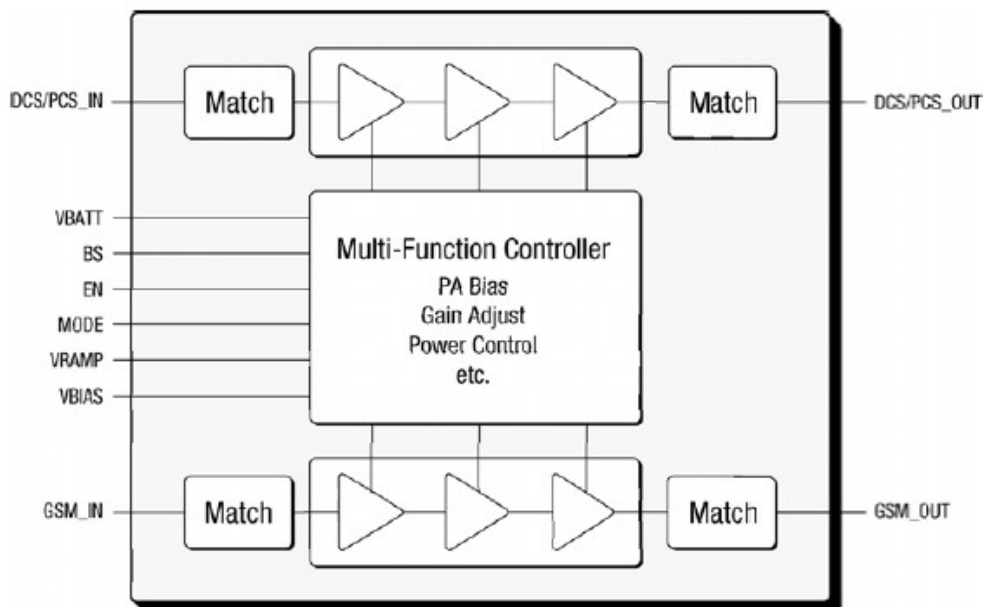 DCS/PCS_IN
Match
Match
DCS/PCS_OUT
VBATT
BS
EN
MODE
VRAMP
VBIAS
Multi-Function Controller
PA Bias
Gain Adjust
Power Control
etc.
GSM_IN
Match
Match
GSM_OUT